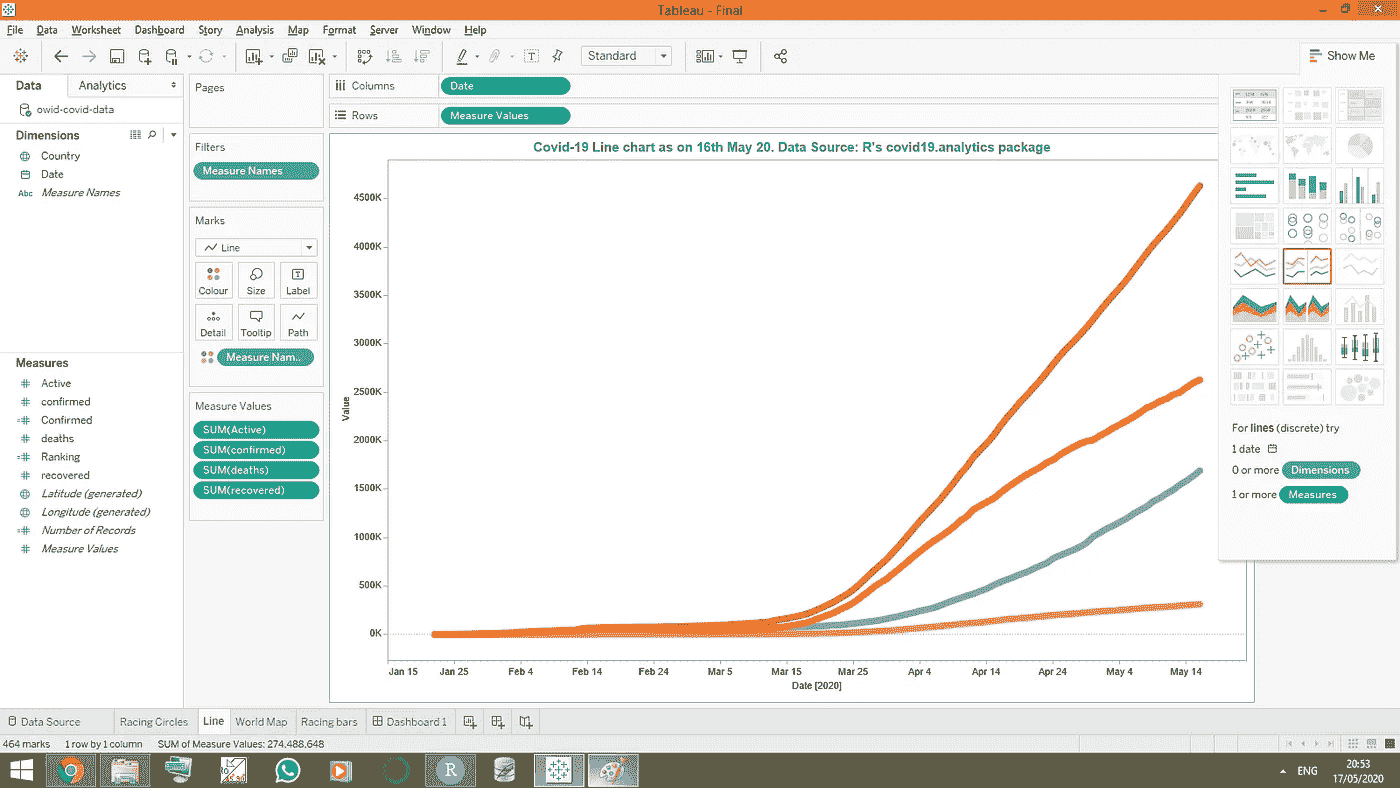 Tableau - Final
File Data Worksheet Dashboard Story Analysis Map Format Server Window Help
Standard
Show Me
Data
Analytics
owid-covid-data
Dimensions
Country
Date
Abc Measure Names
Measures
Active
confirmed
Confirmed
deaths
Ranking
recovered
Latitude (generated)
Longitude (generated)
Number of Records
Measure Values
Pages
Filters
Measure Names
Marks
Line
Colour Size Label
Detail Tooltip Path
Measure Nam..
Measure Values
SUM(Active)
SUM(confirmed)
SUM(deaths)
SUM(recovered)
Columns
Date
Rows
Measure Values
Covid-19 Line chart as on 16th May 20. Data Source: R's covid19.analytics package
4500K
4000K
3500K
3000K
2500K
2000K
1500K
1000K
500K
0K
Value
Jan 15 Jan 25 Feb 4 Feb 14 Feb 24 Mar 5 Mar 15 Mar 25 Apr 4 Apr 14 Apr 24 May 4 May 14
Date [2020]
For lines (discrete) try
1 date
0 or more Dimensions
1 or more Measures
Data Source Racing Circles Line World Map Racing bars Dashboard 1
464 marks 1 row by 1 column SUM of Measure Values: 274,488,648
R
ENG
20:53
17/05/2020